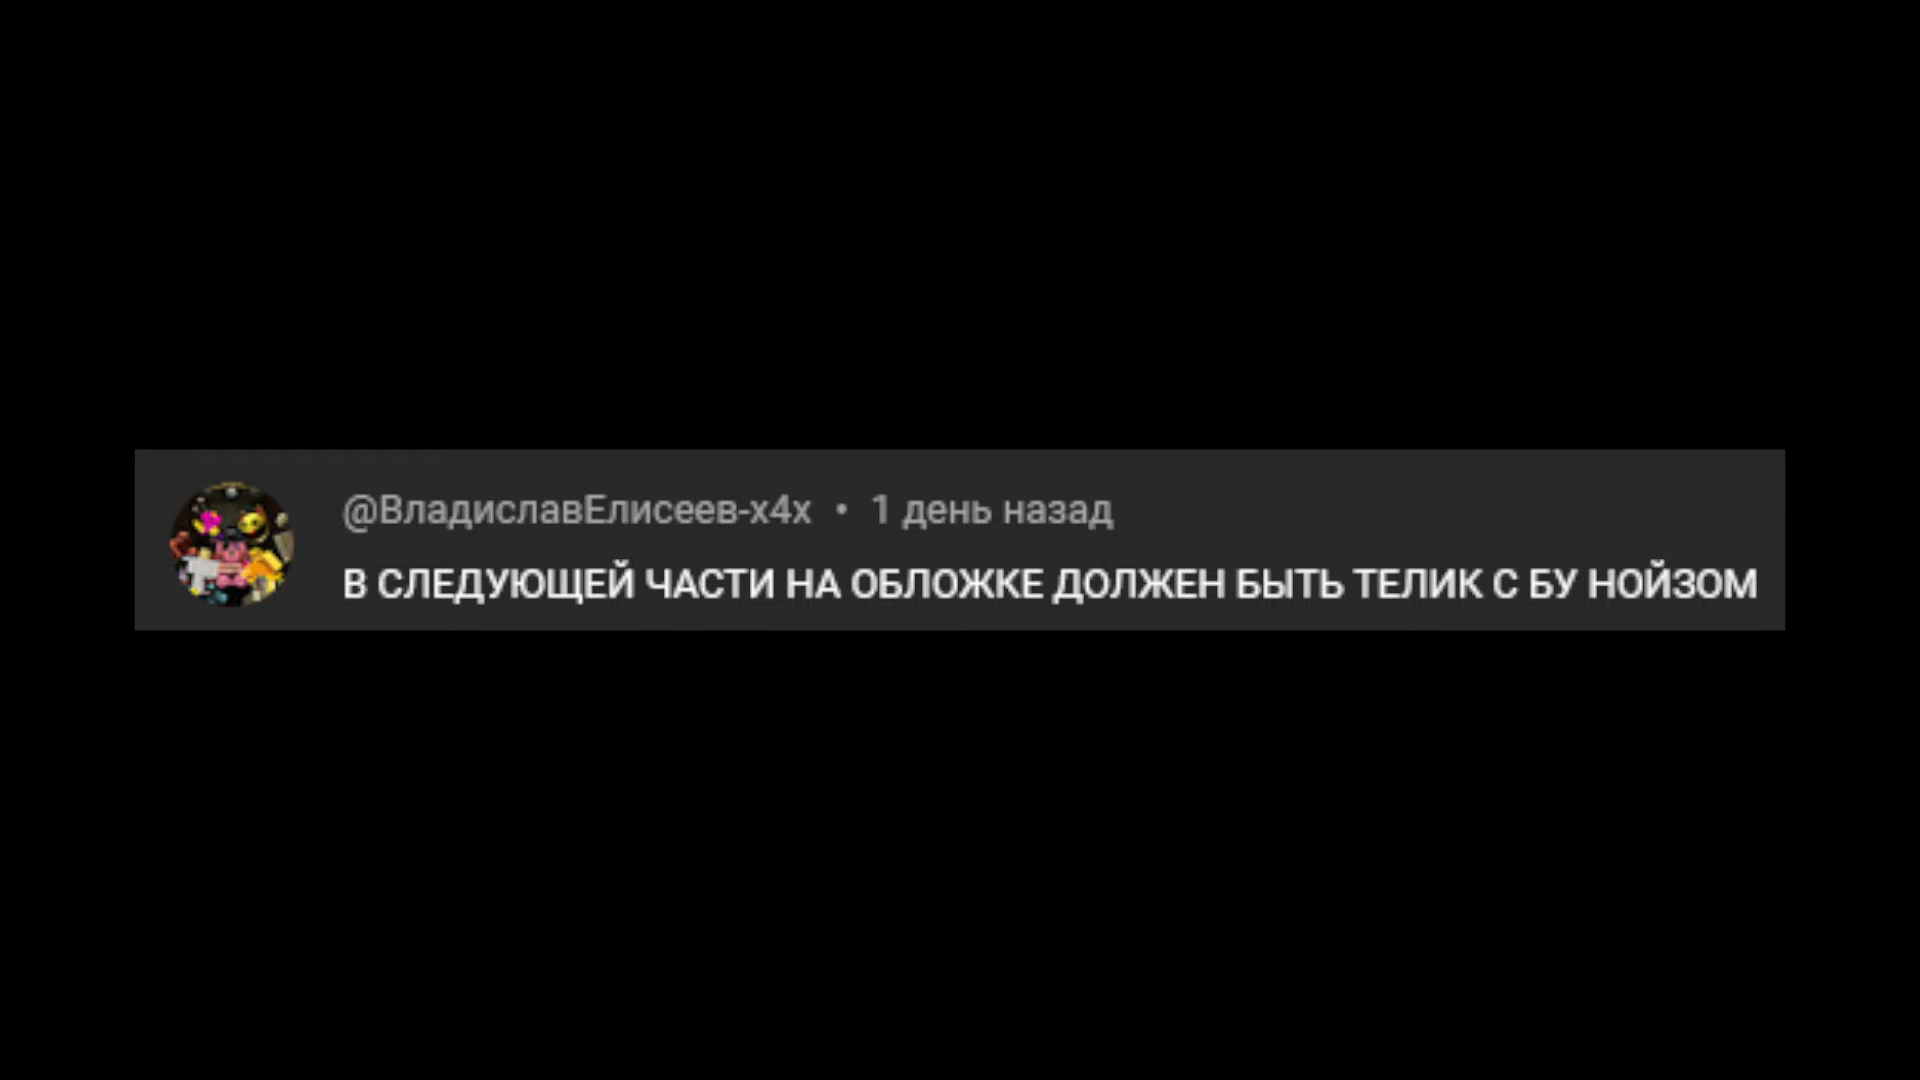 @ВладиславЕлисеев-х4х • 1 день назад
В СЛЕДУЮЩЕЙ ЧАСТИ НА ОБЛОЖКЕ ДОЛЖЕН БЫТЬ ТЕЛИК С БУ НОЙЗОМ